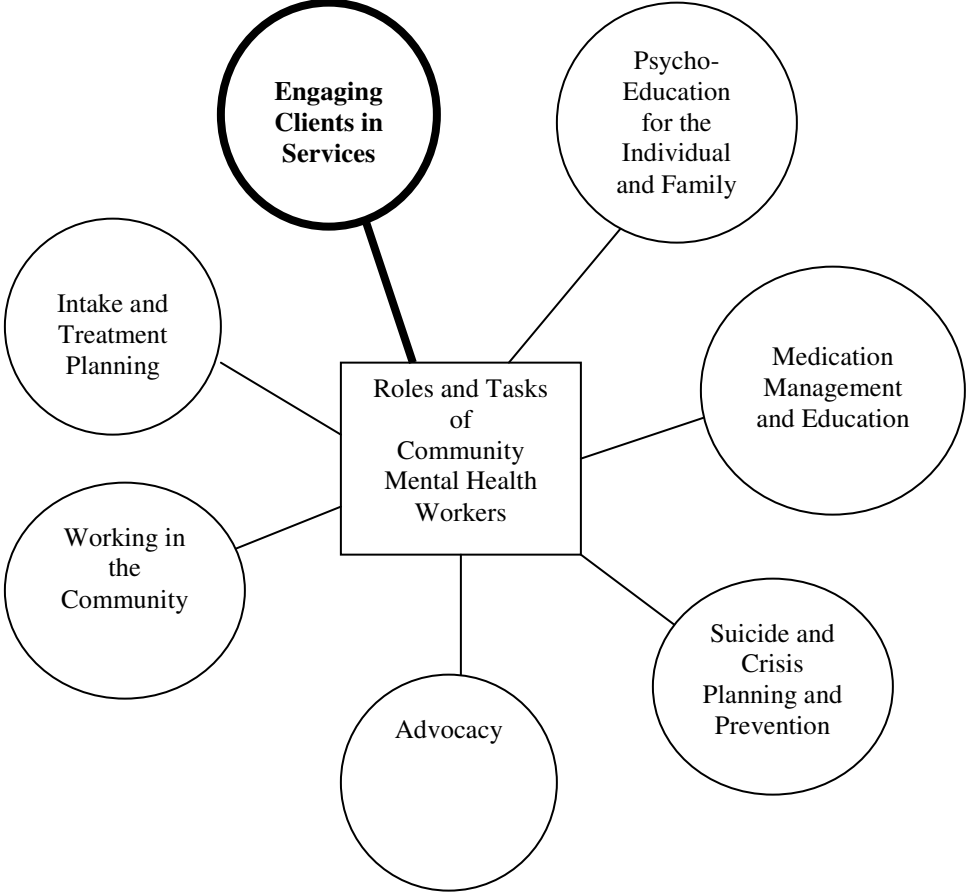 Engaging
Clients in
Services
Psycho-
Education
for the
Individual
and Family
Intake and
Treatment
Planning
Medication
Management
and Education
Roles and Tasks
of
Community
Mental Health
Workers
Working in
the
Community
Suicide and
Crisis
Planning and
Prevention
Advocacy